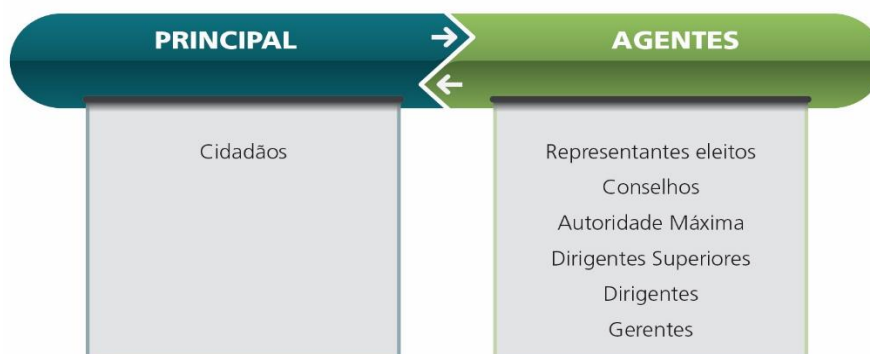 PRINCIPAL
AGENTES
Cidadãos
Representantes eleitos
Conselhos
Autoridade Máxima
Dirigentes Superiores
Dirigentes
Gerentes